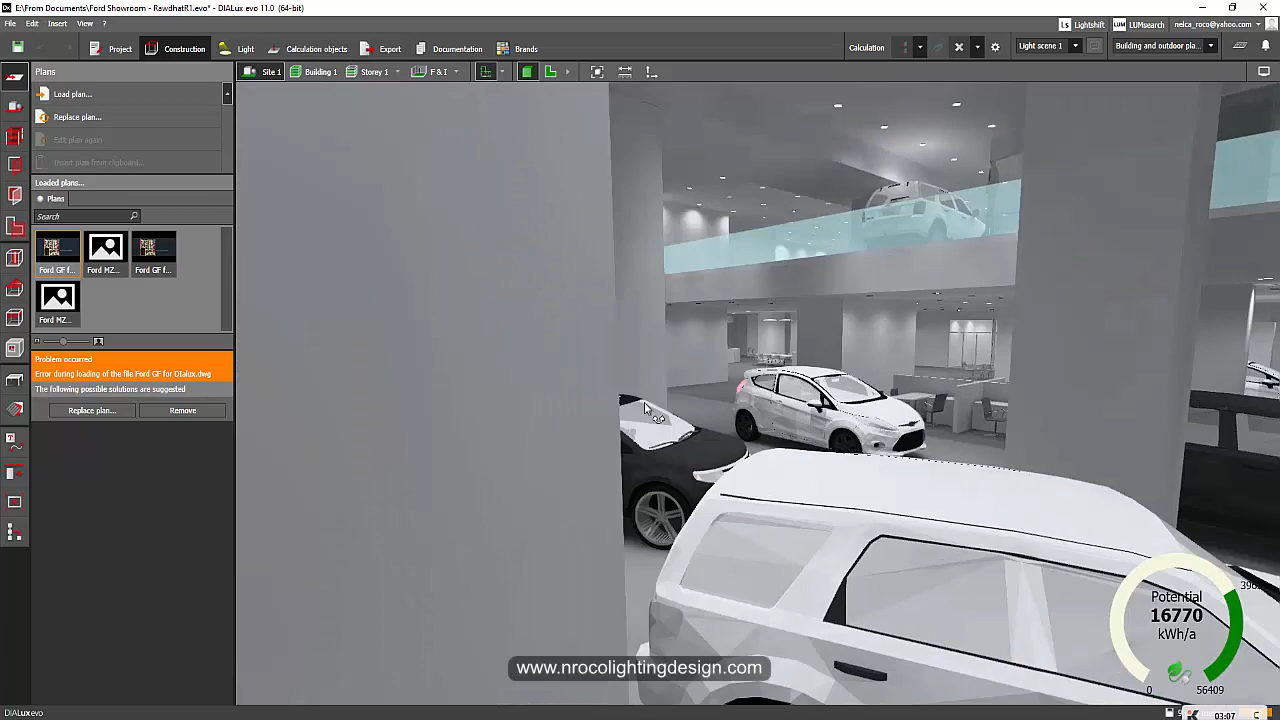 E:\From Documents\Ford Showroom - RawdhatR1.evo* - DIALux evo 11.0 (64-bit)
File Edit Insert View ?
Lightshift LUMsearch nelca_roco@yahoo.com
Project Construction Light Calculation objects Export Documentation Brands
Calculation Light scene 1 Building and outdoor pla...
Plans
Site 1 Building 1 Storey 1 F & I
Load plan...
Replace plan...
Edit plan again
Insert plan from clipboard...
Loaded plans...
Plans
Search
Ford GF f... Ford MZ... Ford GF f...
Ford MZ...
Problem occurred
Error during loading of the file Ford GF for DIalux.dwg
The following possible solutions are suggested
Replace plan... Remove
Potential
16770
kWh/a
0 56409
www.nrocolightingdesign.com
DIALux evo
03:07